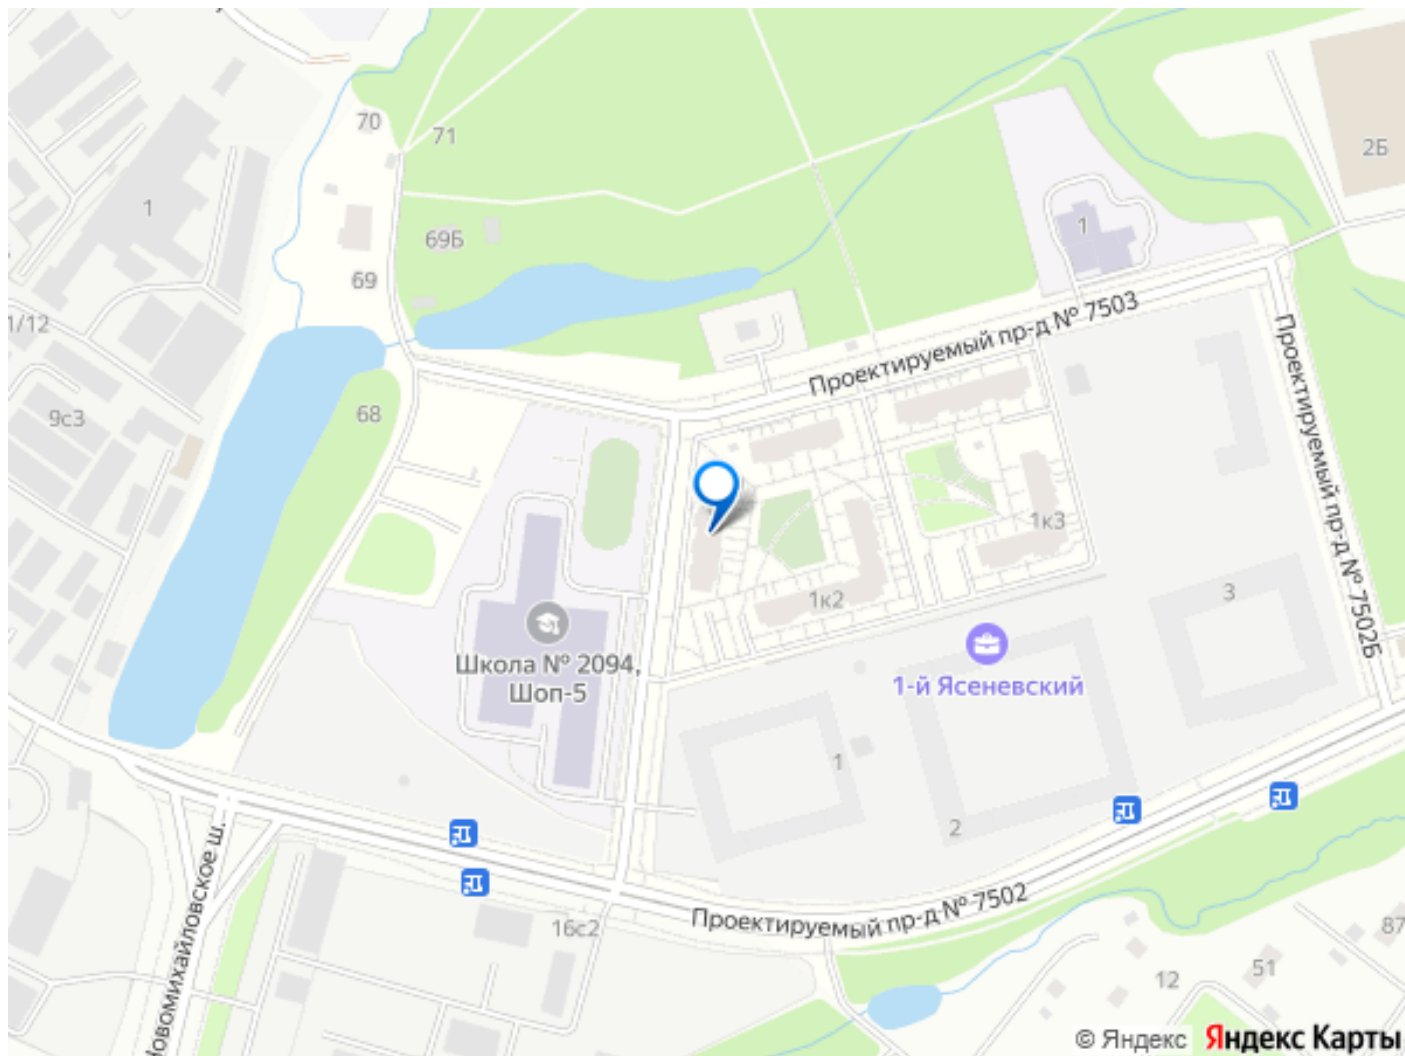 70
71
2Б
1
1
69Б
69
1/12
Проектируемый пр-д № 7503
Проектируемый пр-д № 7502Б
68
9с3
1к3
1к2
3
Школа № 2094,
Шоп-5
1-й Ясеневский
1
2
Новомихайловское ш.
Проектируемый пр-д № 7502
16с2
87
51
12
© Яндекс Яндекс Карты